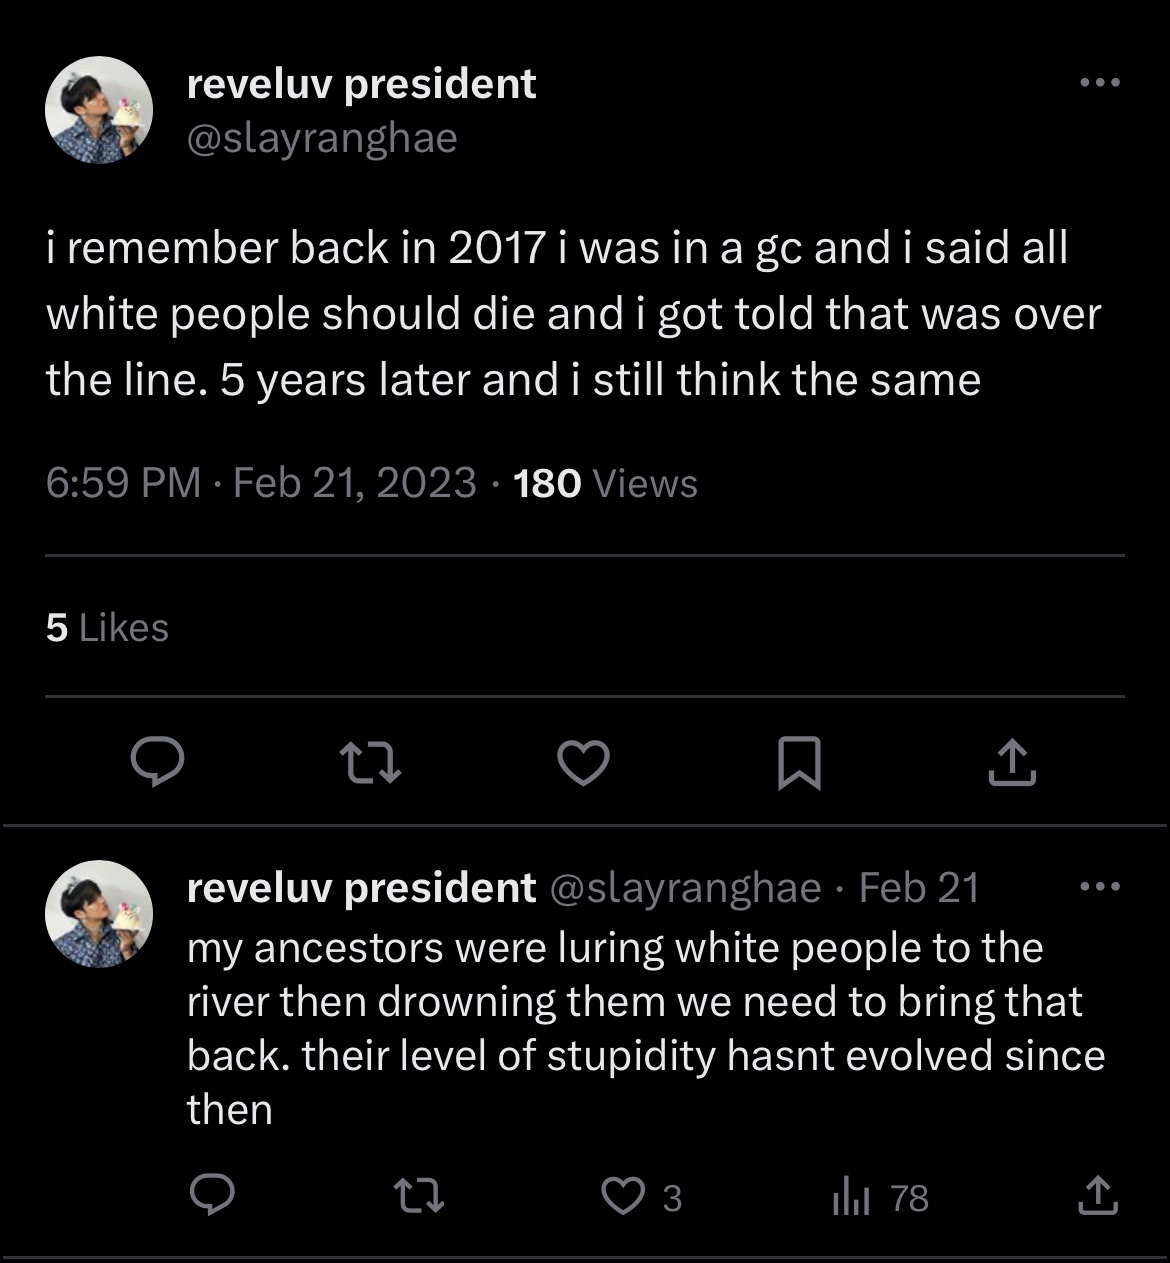 reveluv president
@slayranghae
i remember back in 2017 i was in a gc and i said all
white people should die and i got told that was over
the line. 5 years later and i still think the same
6:59 PM · Feb 21, 2023 · 180 Views
5 Likes
reveluv president @slayranghae · Feb 21
my ancestors were luring white people to the
river then drowning them we need to bring that
back. their level of stupidity hasnt evolved since
then
3 78